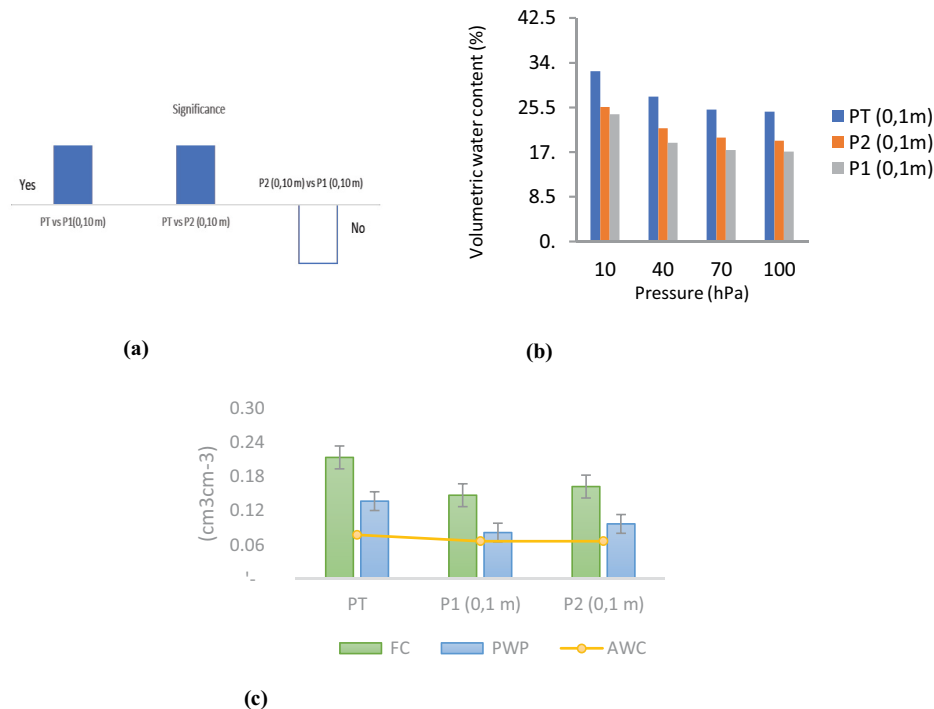 Significance
Yes
P2 (0,10 m) vs P1 (0,10 m)
PT vs P1(0,10 m)
PT vs P2 (0,10 m)
No
(a)
Volumetric water content (%)
42.5
34.
25.5
17.
8.5
0.
10 40 70 100
Pressure (hPa)
PT (0,1m)
P2 (0,1m)
P1 (0,1m)
(b)
(cm3cm-3)
0.30
0.24
0.18
0.12
0.06
'-
PT P1 (0,1 m) P2 (0,1 m)
FC PWP AWC
(c)